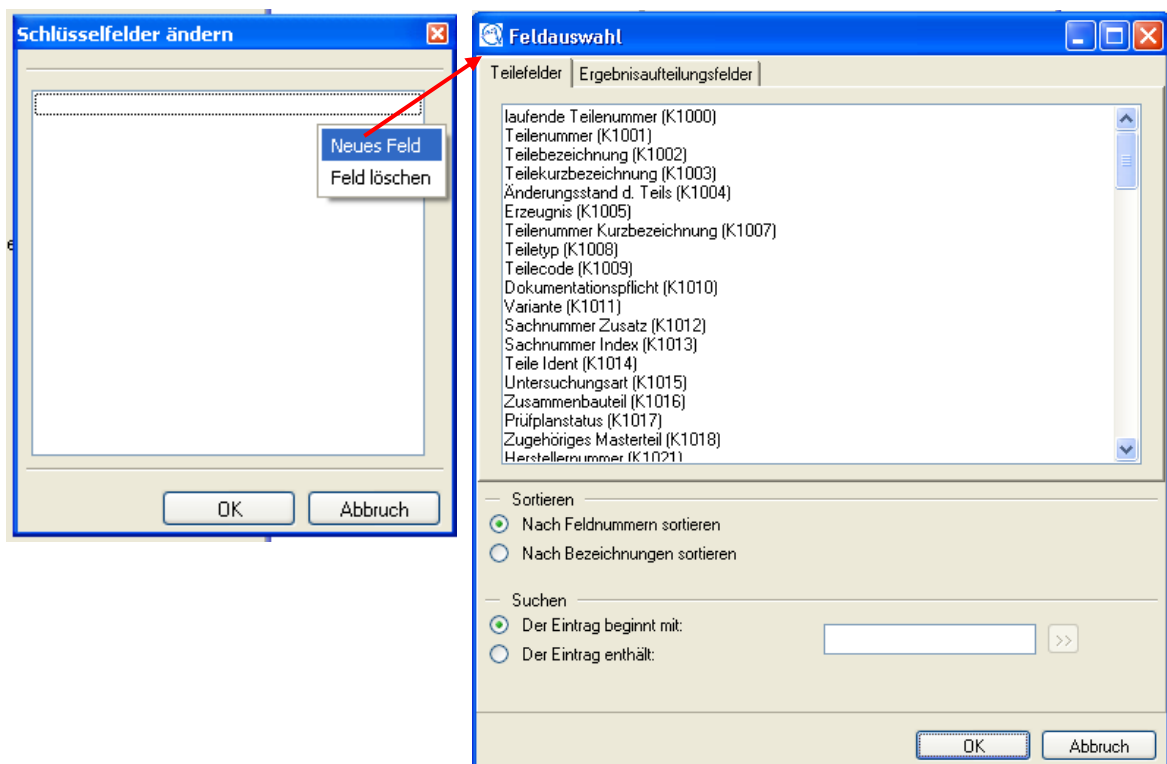 Schlüsselfelder ändern
Neues Feld
Feld löschen
OK
Abbruch
Feldauswahl
Teilefelder
Ergebnisaufteilungsfelder
laufende Teilenummer (K1000)
Teilenummer (K1001)
Teilebezeichnung (K1002)
Teilekurzbezeichnung (K1003)
Änderungsstand d. Teils (K1004)
Erzeugnis (K1005)
Teilenummer Kurzbezeichnung (K1007)
Teiletyp (K1008)
Teilecode (K1009)
Dokumentationspflicht (K1010)
Variante (K1011)
Sachnummer Zusatz (K1012)
Sachnummer Index (K1013)
Teile Ident (K1014)
Untersuchungsart (K1015)
Zusammenbauteil (K1016)
Prüfplanstatus (K1017)
Zugehöriges Masterteil (K1018)
Herstellernummer (K1021)
Sortieren
Nach Feldnummern sortieren
Nach Bezeichnungen sortieren
Suchen
Der Eintrag beginnt mit:
>>
Der Eintrag enthält:
OK
Abbruch